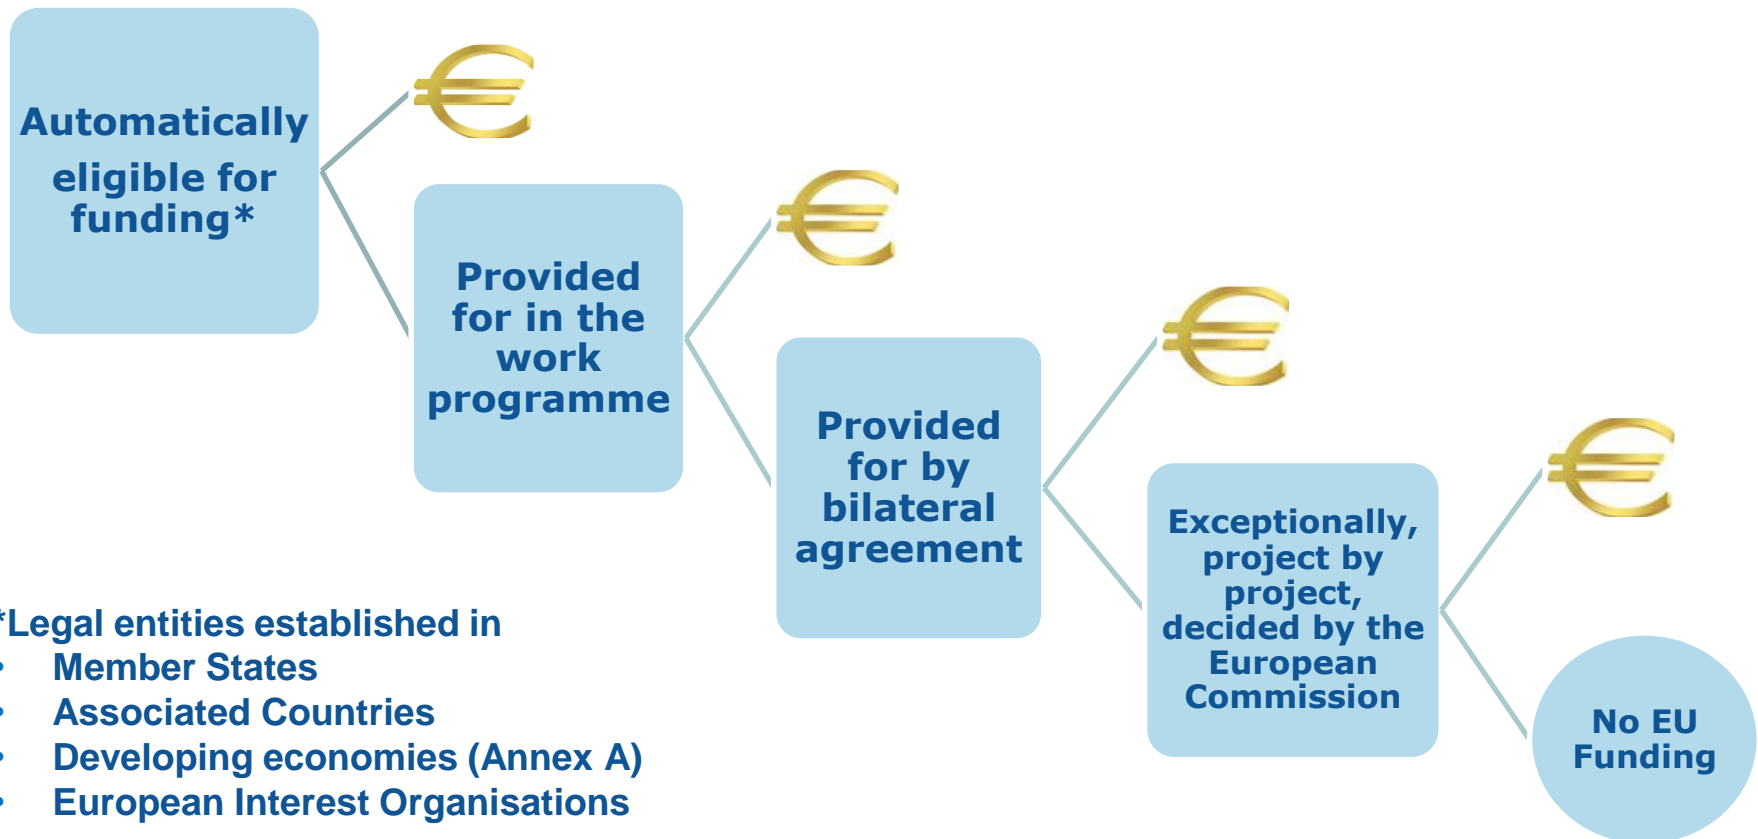 Automatically
eligible for
funding*
Provided
for in the
work
programme
Provided
for by
bilateral
agreement
Exceptionally,
project by
project,
decided by the
European
Commission
No EU
Funding
*Legal entities established in
• Member States
• Associated Countries
• Developing economies (Annex A)
• European Interest Organisations